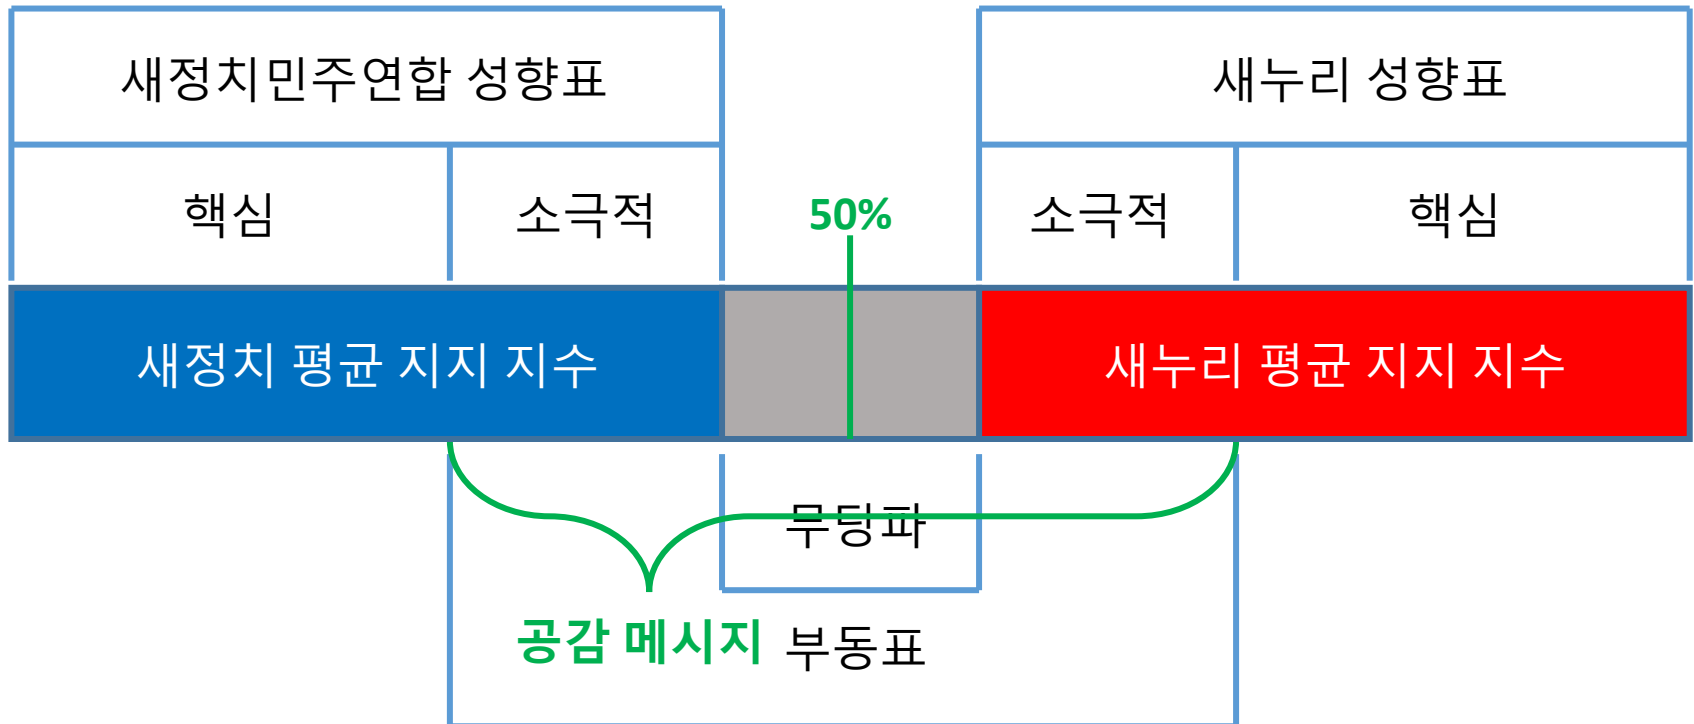 새정치민주연합 성향표
새누리 성향표
핵심
소극적
50%
소극적
핵심
새정치 평균 지지 지수
새누리 평균 지지 지수
무당파
공감 메시지
부동표